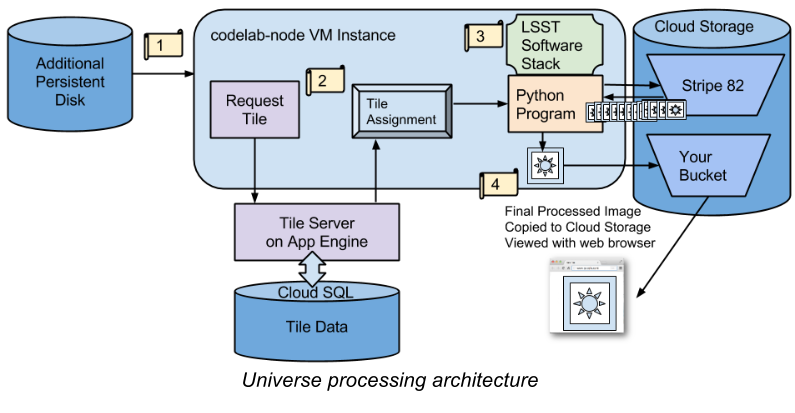 1
Additional
Persistent
Disk
codelab-node VM Instance
2
Request
Tile
Tile
Assignment
3
LSST
Software
Stack
Python
Program
Cloud Storage
Stripe 82
Your
Bucket
4
Tile Server
on App Engine
Cloud SQL
Tile Data
Final Processed Image
Copied to Cloud Storage
Viewed with web browser
Universe processing architecture